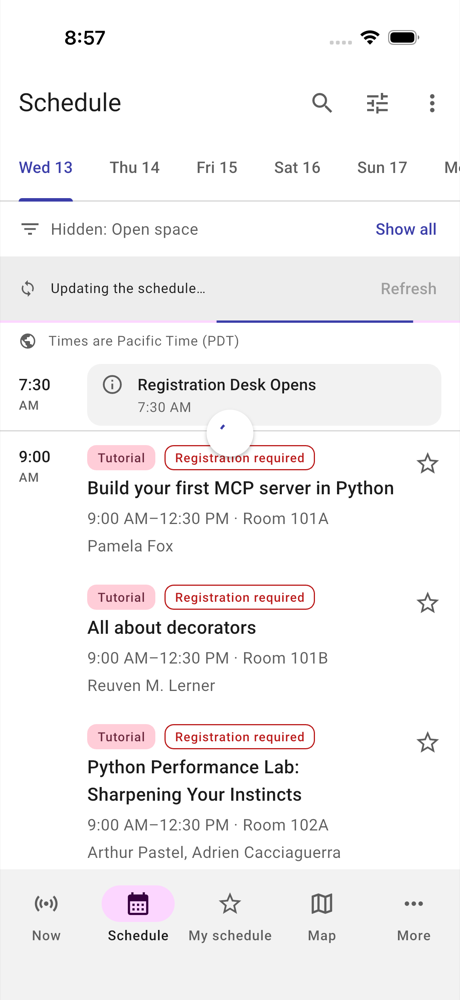 8:57
Schedule
Wed 13
Thu 14
Fri 15
Sat 16
Sun 17
Hidden: Open space
Show all
Updating the schedule…
Refresh
Times are Pacific Time (PDT)
7:30
AM
Registration Desk Opens
7:30 AM
9:00
AM
Tutorial
Registration required
Build your first MCP server in Python
9:00 AM–12:30 PM · Room 101A
Pamela Fox
Tutorial
Registration required
All about decorators
9:00 AM–12:30 PM · Room 101B
Reuven M. Lerner
Tutorial
Registration required
Python Performance Lab:
Sharpening Your Instincts
9:00 AM–12:30 PM · Room 102A
Arthur Pastel, Adrien Cacciaguerra
Now
Schedule
My schedule
Map
More